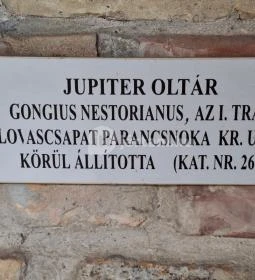 JUPITER OLTÁR
GONGIUS NESTORIANUS, AZ I. TRA
LOVASCSAPAT PARANCSNOKA KR. U
KÖRÜL ÁLLÍTOTTA (KAT. NR. 26